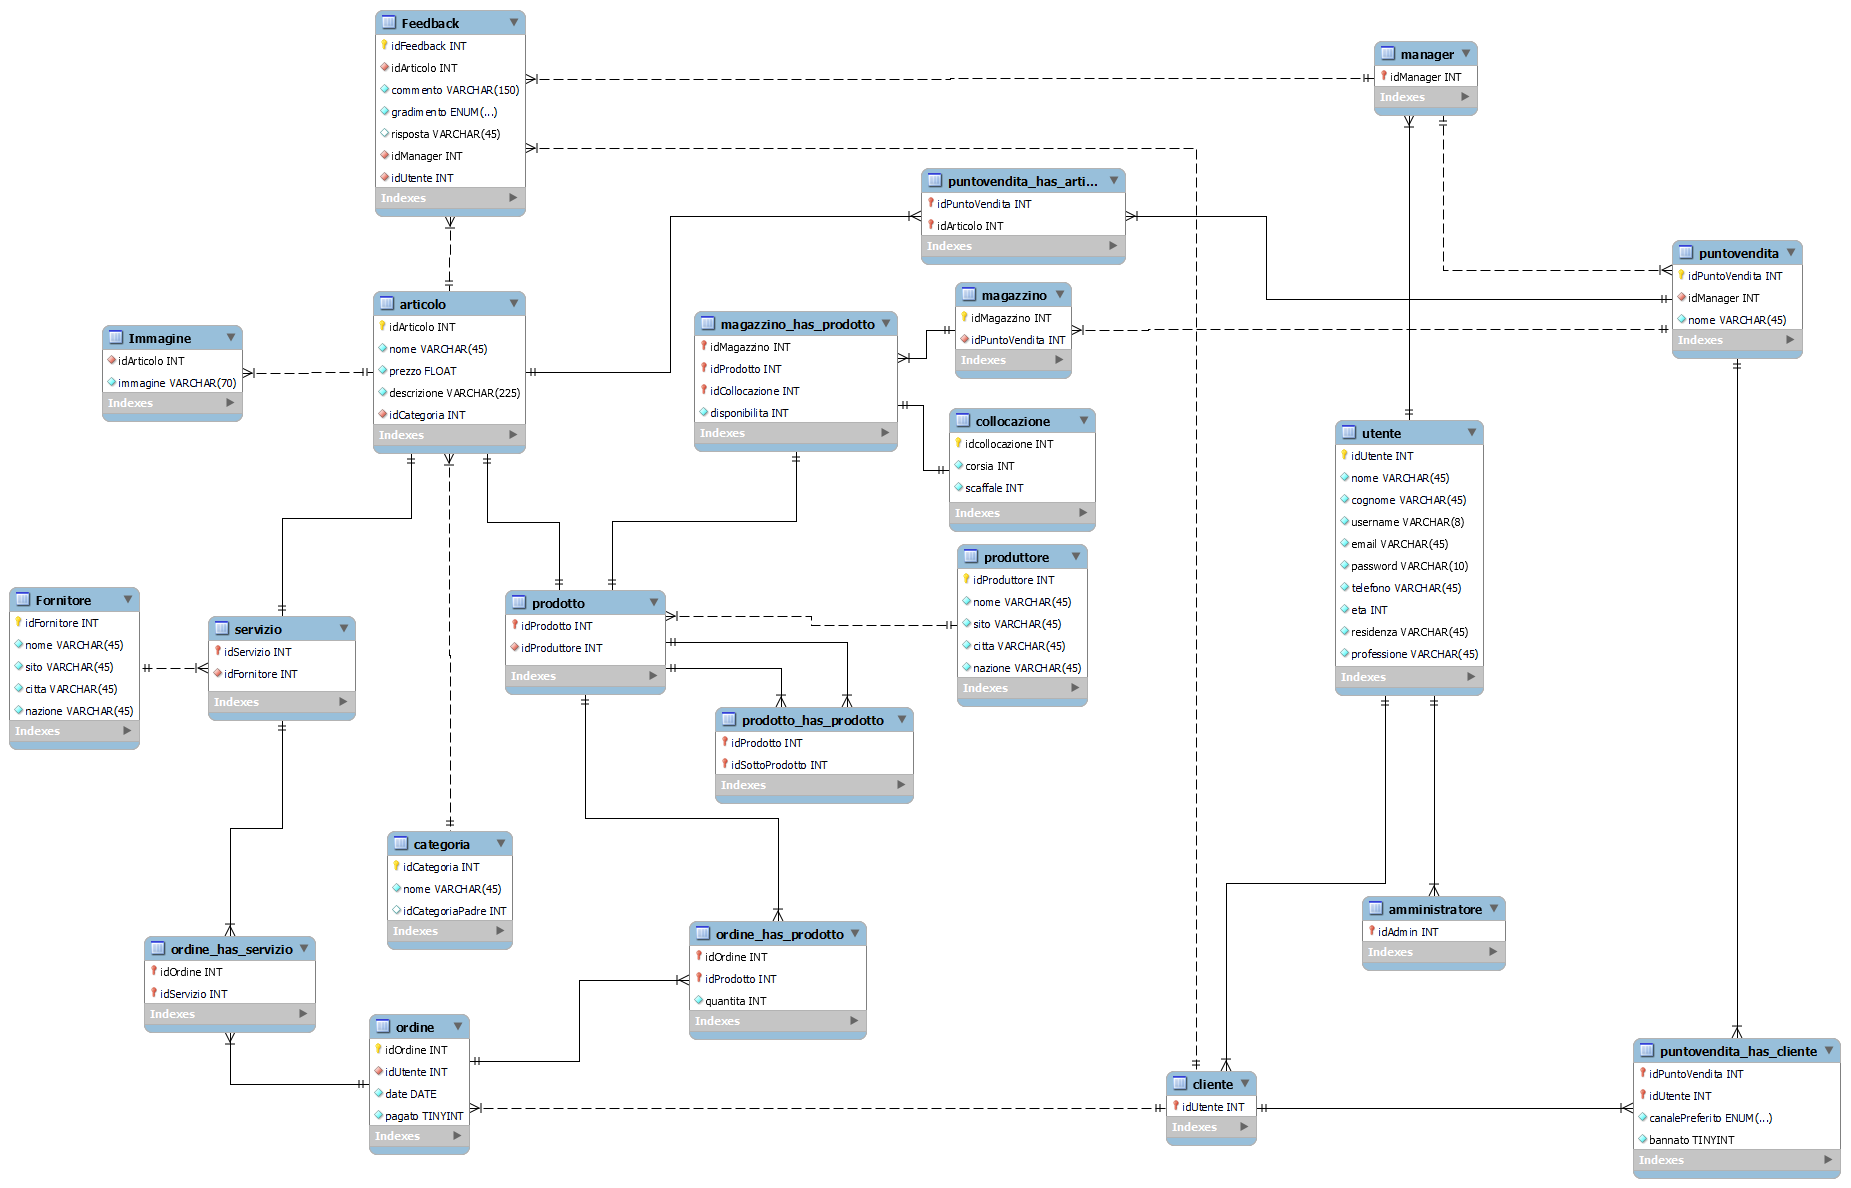 Feedback
idFeedback INT
idArticolo INT
commento VARCHAR(150)
gradimento ENUM(...)
risposta VARCHAR(45)
idManager INT
idUtente INT
Indexes
manager
idManager INT
Indexes
puntovendita_has_arti...
idPuntoVendita INT
idArticolo INT
Indexes
puntovendita
idPuntoVendita INT
idManager INT
nome VARCHAR(45)
Indexes
articolo
idArticolo INT
nome VARCHAR(45)
prezzo FLOAT
descrizione VARCHAR(225)
idCategoria INT
Indexes
Immagine
idArticolo INT
immagine VARCHAR(70)
Indexes
magazzino_has_prodotto
idMagazzino INT
idProdotto INT
idCollocazione INT
disponibilita INT
Indexes
magazzino
idMagazzino INT
idPuntoVendita INT
Indexes
collocazione
idcollocazione INT
corsia INT
scaffale INT
Indexes
utente
idUtente INT
nome VARCHAR(45)
cognome VARCHAR(45)
username VARCHAR(8)
email VARCHAR(45)
password VARCHAR(10)
telefono VARCHAR(45)
eta INT
residenza VARCHAR(45)
professione VARCHAR(45)
Indexes
Fornitore
idFornitore INT
nome VARCHAR(45)
sito VARCHAR(45)
citta VARCHAR(45)
nazione VARCHAR(45)
Indexes
servizio
idServizio INT
idFornitore INT
Indexes
prodotto
idProdotto INT
idProduttore INT
Indexes
produttore
idProduttore INT
nome VARCHAR(45)
sito VARCHAR(45)
citta VARCHAR(45)
nazione VARCHAR(45)
Indexes
prodotto_has_prodotto
idProdotto INT
idSottoProdotto INT
Indexes
categoria
idCategoria INT
nome VARCHAR(45)
idCategoriaPadre INT
Indexes
amministratore
idAdmin INT
Indexes
ordine_has_servizio
idOrdine INT
idServizio INT
Indexes
ordine_has_prodotto
idOrdine INT
idProdotto INT
quantita INT
Indexes
ordine
idOrdine INT
idUtente INT
date DATE
pagato TINYINT
Indexes
cliente
idUtente INT
Indexes
puntovendita_has_cliente
idPuntoVendita INT
idUtente INT
canalePreferito ENUM(...)
bannato TINYINT
Indexes